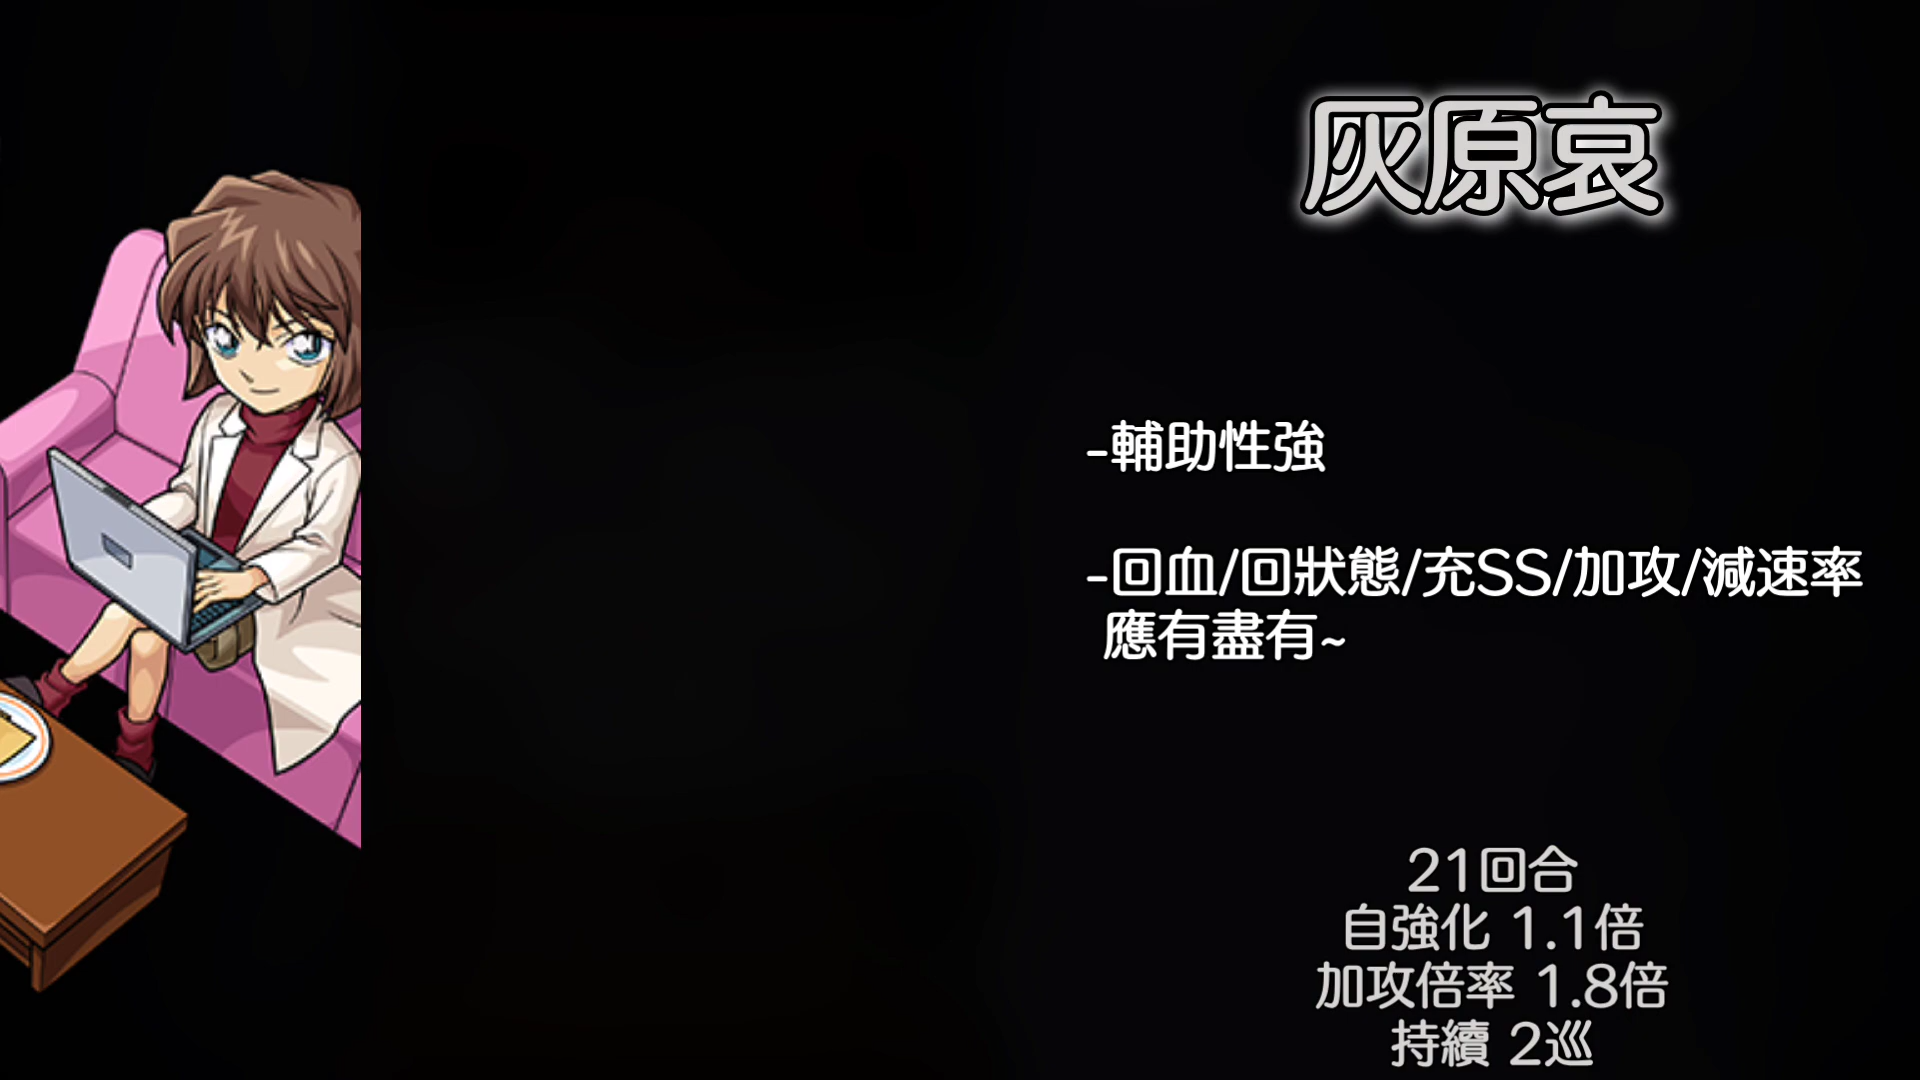 灰原哀
-輔助性強
-回血/回狀態/充SS/加攻/減速率
應有盡有~
21回合
自強化 1.1倍
加攻倍率 1.8倍
持續 2巡